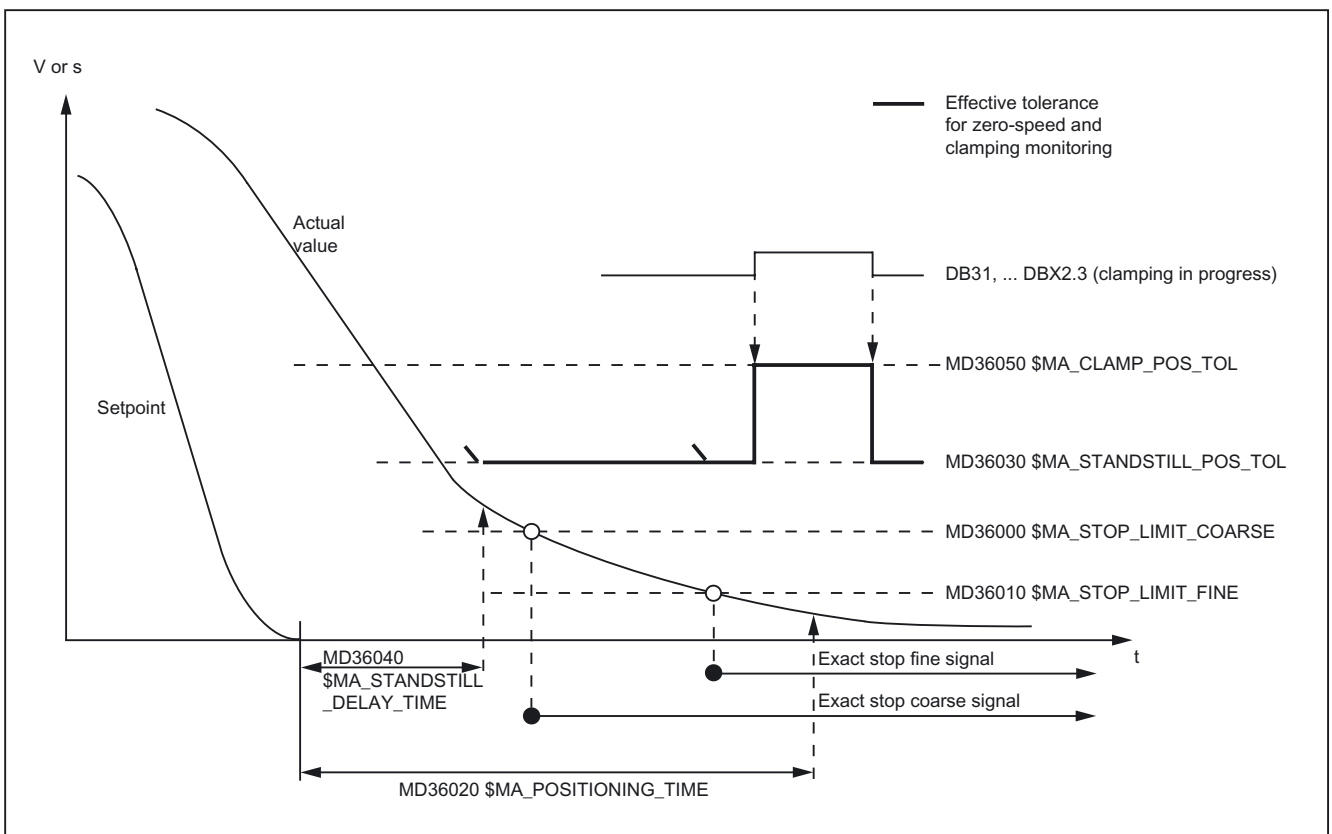 V or s
Effective tolerance
for zero-speed and
clamping monitoring
Actual
value
DB31, ... DBX2.3 (clamping in progress)
MD36050 $MA_CLAMP_POS_TOL
Setpoint
MD36030 $MA_STANDSTILL_POS_TOL
MD36000 $MA_STOP_LIMIT_COARSE
MD36010 $MA_STOP_LIMIT_FINE
t
MD36040
$MA_STANDSTILL
_DELAY_TIME
Exact stop fine signal
Exact stop coarse signal
MD36020 $MA_POSITIONING_TIME